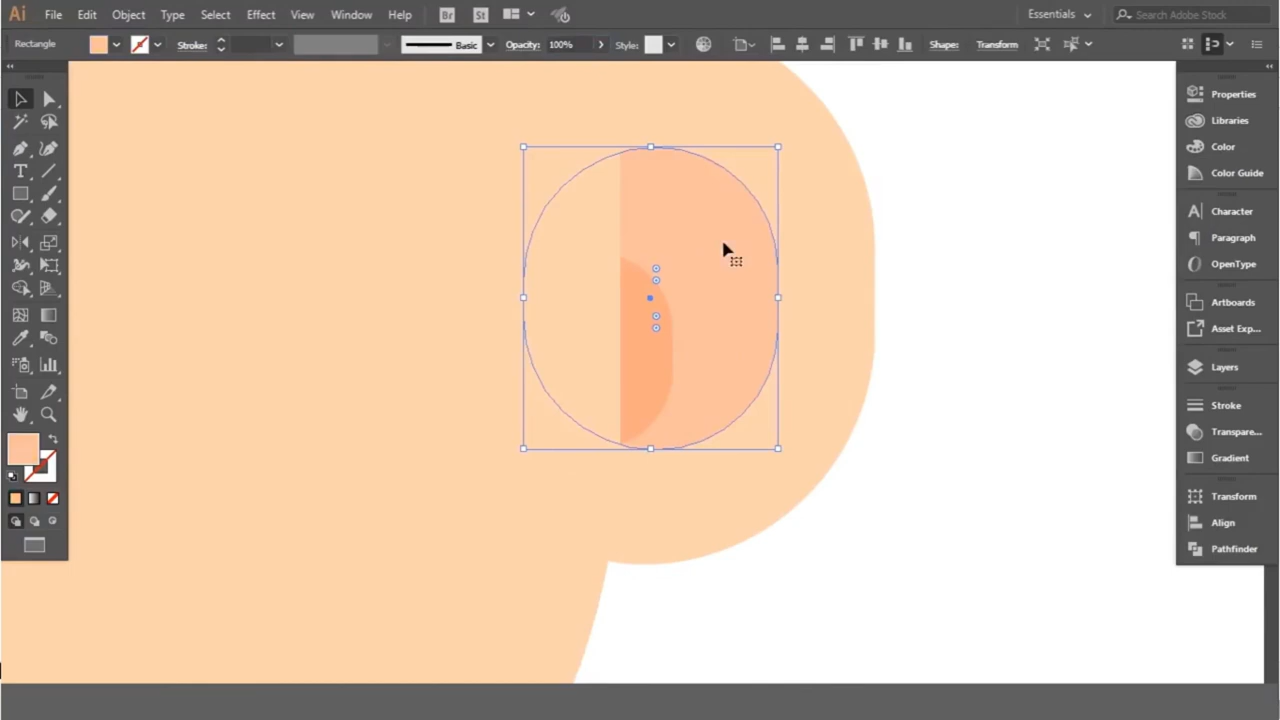 Ai File Edit Object Type Select Effect View Window Help Br St Essentials Search Adobe Stock
Rectangle Stroke: Basic Opacity: 100% Style: Shape: Transform
Properties
Libraries
Color
Color Guide
Character
Paragraph
OpenType
Artboards
Asset Exp...
Layers
Stroke
Transpare...
Gradient
Transform
Align
Pathfinder